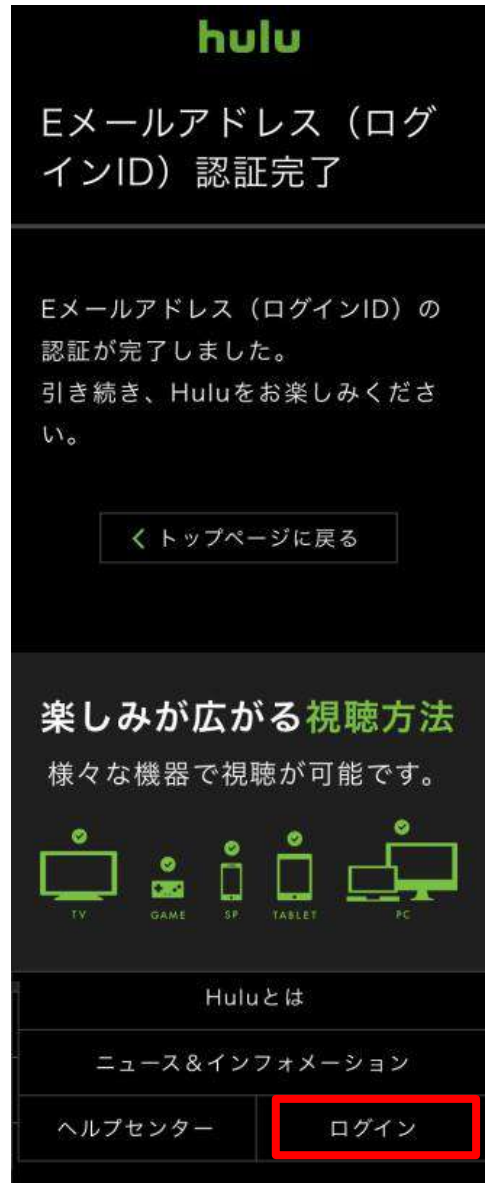 hulu
Eメールアドレス（ログ
インID）認証完了
Eメールアドレス（ログインID）の
認証が完了しました。
引き続き、Huluをお楽しみくださ
い。
トップページに戻る
楽しみが広がる視聴方法
様々な機器で視聴が可能です。
TV GAME SP TABLET PC
Huluとは
ニュース＆インフォメーション
ヘルプセンター ログイン